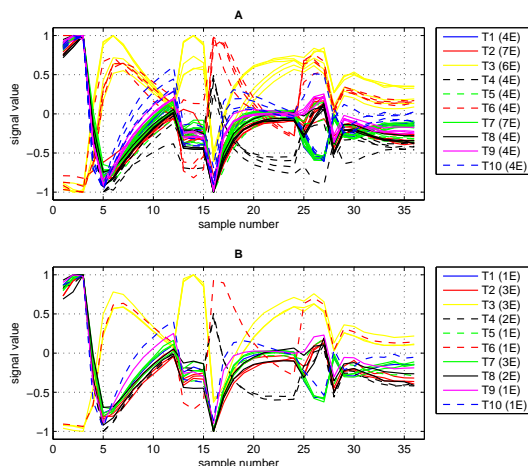 A
signal value
1
0.5
0
−0.5
−1
0 5 10 15 20 25 30 35
sample number
T1 (4E)
T2 (7E)
T3 (6E)
T4 (4E)
T5 (4E)
T6 (4E)
T7 (7E)
T8 (4E)
T9 (4E)
T10 (4E)
B
signal value
1
0.5
0
−0.5
−1
0 5 10 15 20 25 30 35
sample number
T1 (1E)
T2 (3E)
T3 (3E)
T4 (2E)
T5 (1E)
T6 (1E)
T7 (3E)
T8 (2E)
T9 (1E)
T10 (1E)